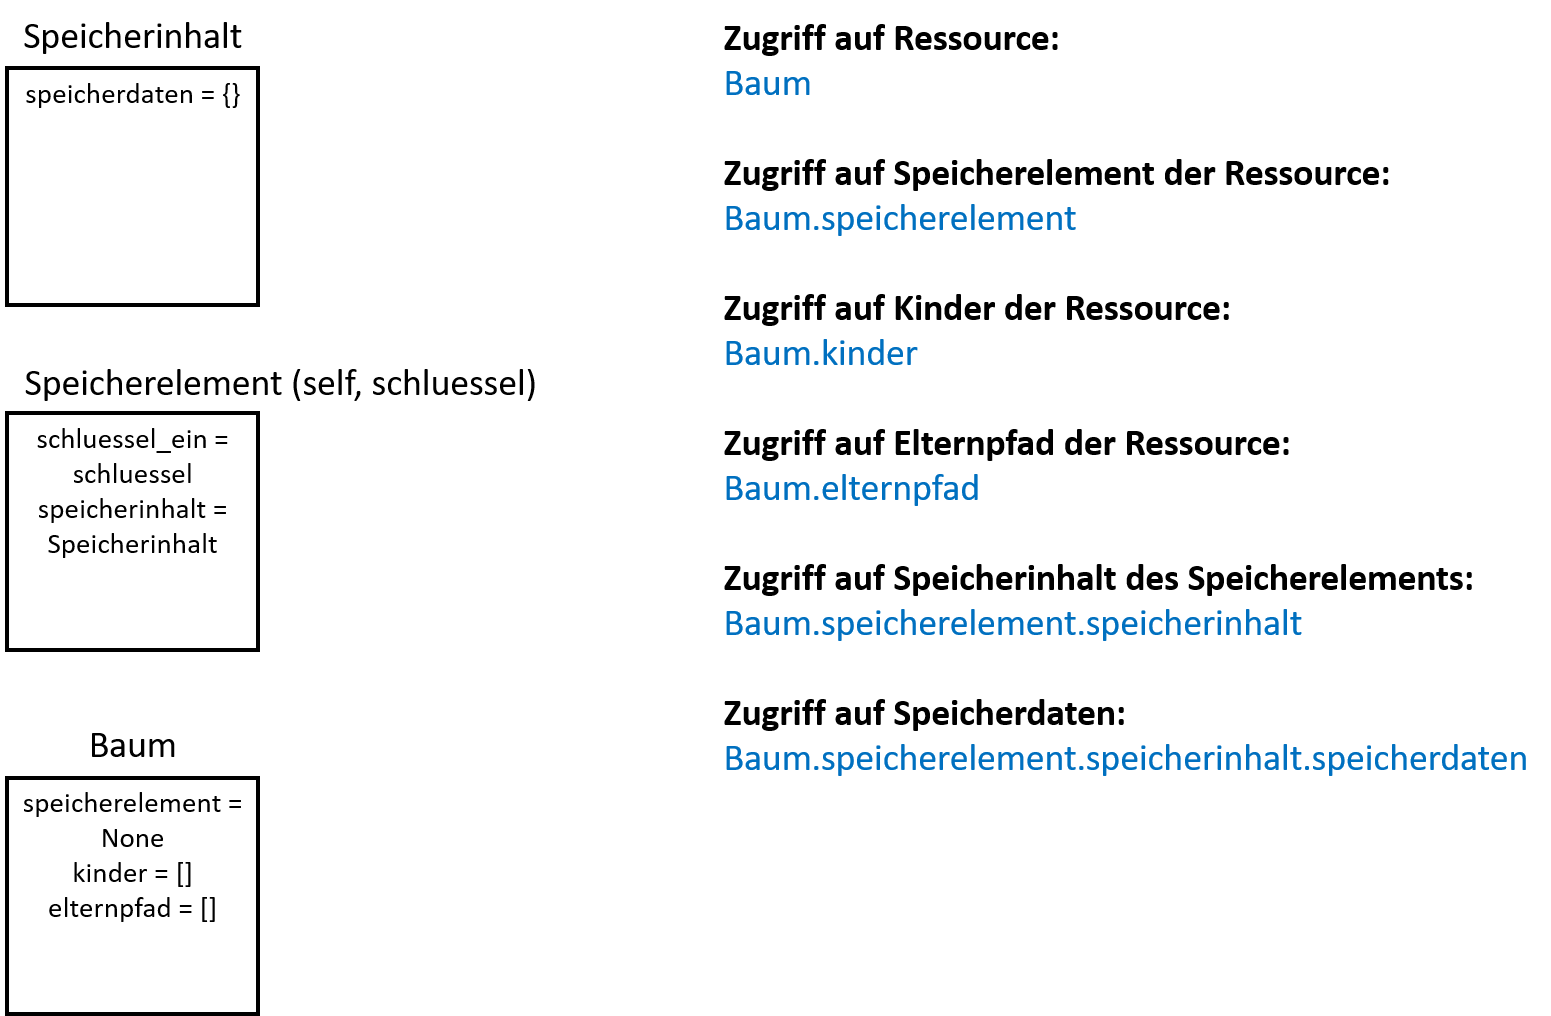 Speicherinhalt
speicherdaten = {}
Speicherelement (self, schluessel)
schluessel_ein =
schluessel
speicherinhalt =
Speicherinhalt
Baum
speicherelement =
None
kinder = []
elternpfad = []
Zugriff auf Ressource:
Baum
Zugriff auf Speicherelement der Ressource:
Baum.speicherelement
Zugriff auf Kinder der Ressource:
Baum.kinder
Zugriff auf Elternpfad der Ressource:
Baum.elternpfad
Zugriff auf Speicherinhalt des Speicherelements:
Baum.speicherelement.speicherinhalt
Zugriff auf Speicherdaten:
Baum.speicherelement.speicherinhalt.speicherdaten